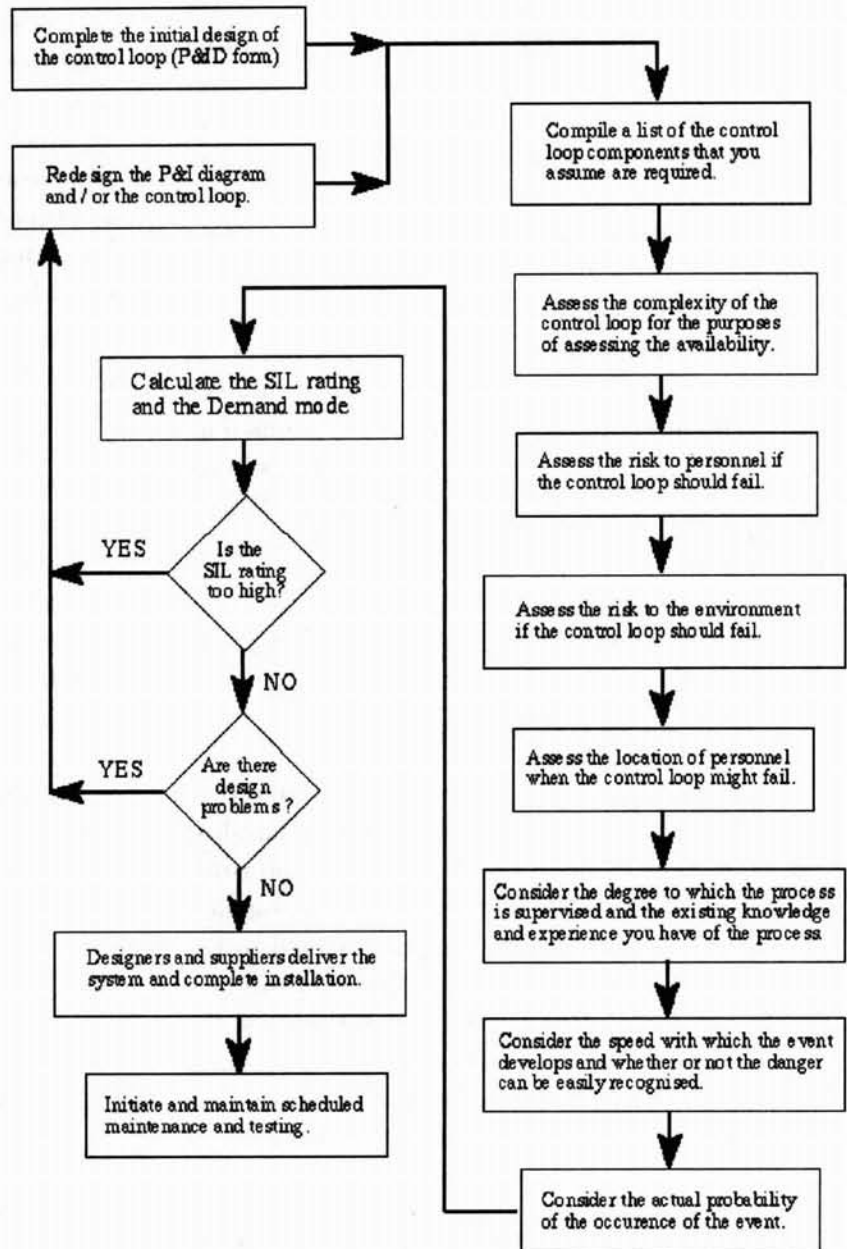 Complete the initial design of
the control loop (P&ID form)
Redesign the P&I diagram
and / or the control loop.
Compile a list of the control
loop components that you
assume are required.
Assess the complexity of the
control loop for the purposes
of assessing the availability.
Assess the risk to personnel if
the control loop should fail.
Assess the risk to the environment
if the control loop should fail.
Assess the location of personnel
when the control loop might fail.
Consider the degree to which the process
is supervised and the existing knowledge
and experience you have of the process
Consider the speed with which the event
develops and whether or not the danger
can be easily recognised.
Consider the actual probability
of the occurence of the event.
Calculate the SIL rating
and the Demand mode
Is the
SIL rating
too high?
YES
NO
Are there
design
problems ?
YES
NO
Designers and suppliers deliver the
system and complete installation.
Initiate and maintain scheduled
maintenance and testing.